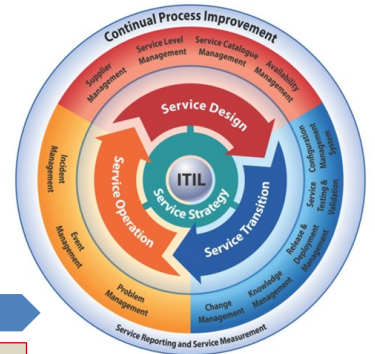 Continual Process Improvement
Supplier
Management
Service Level
Management
Service Catalogue
Management
Availability
Management
System
Configuration
Management
Service
Testing &
Validation
Release &
Deployment
Management
Knowledge
Management
Change
Management
Problem
Management
Event
Management
Incident
Management
Service Design
Service Transition
Service Operation
Service Strategy
ITIL
Service Reporting and Service Measurement